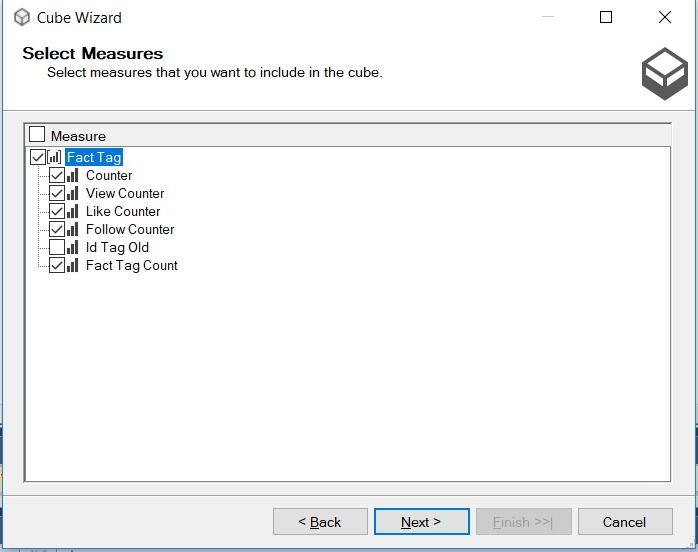 Cube Wizard
Select Measures
Select measures that you want to include in the cube.
Measure
Fact Tag
Counter
View Counter
Like Counter
Follow Counter
Id Tag Old
Fact Tag Count
< Back Next > Finish >>| Cancel